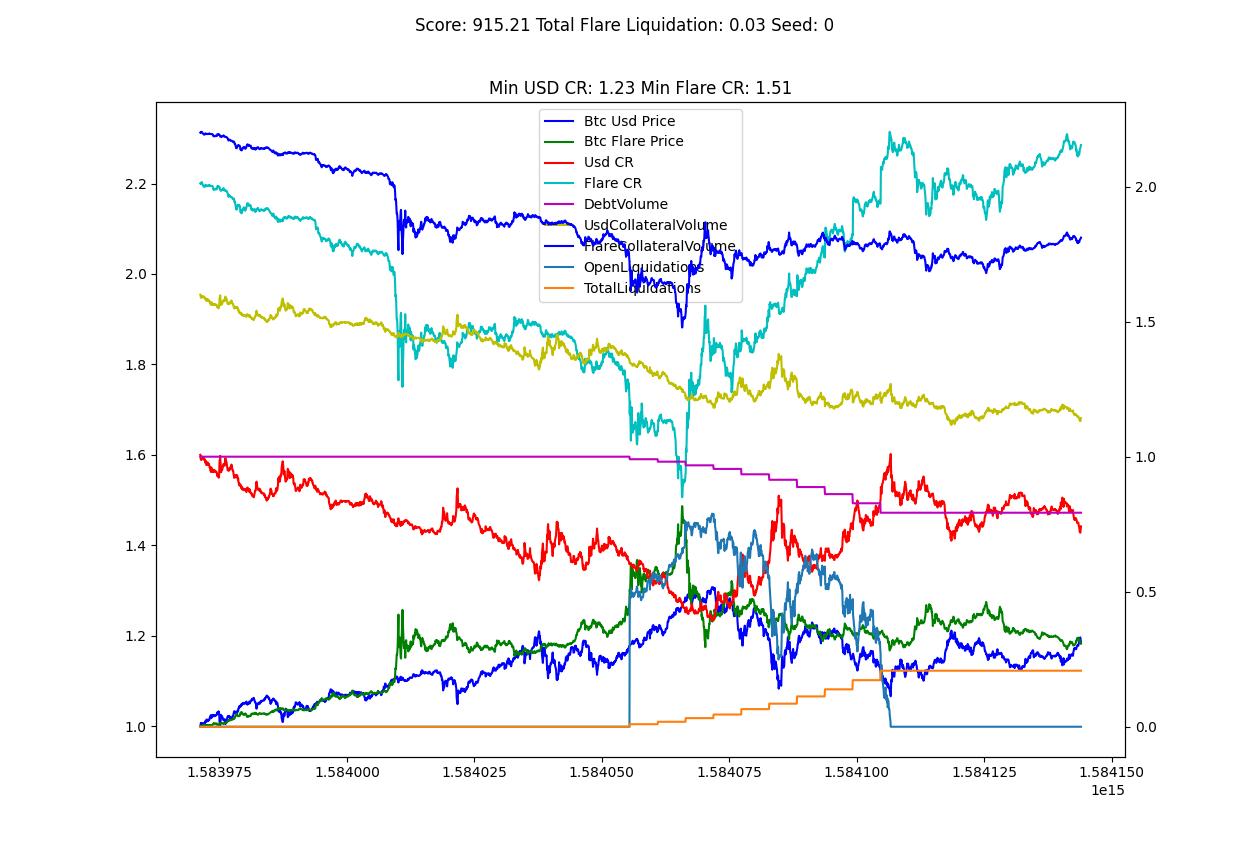 Score: 915.21 Total Flare Liquidation: 0.03 Seed: 0
Min USD CR: 1.23 Min Flare CR: 1.51
Btc Usd Price
Btc Flare Price
Usd CR
Flare CR
DebtVolume
UsdCollateralVolume
FlareCollateralVolume
OpenLiquidations
TotalLiquidations
2.2
2.0
1.8
1.6
1.4
1.2
1.0
2.0
1.5
1.0
0.5
0.0
1.583975 1.584000 1.584025 1.584050 1.584075 1.584100 1.584125 1.584150
1e15